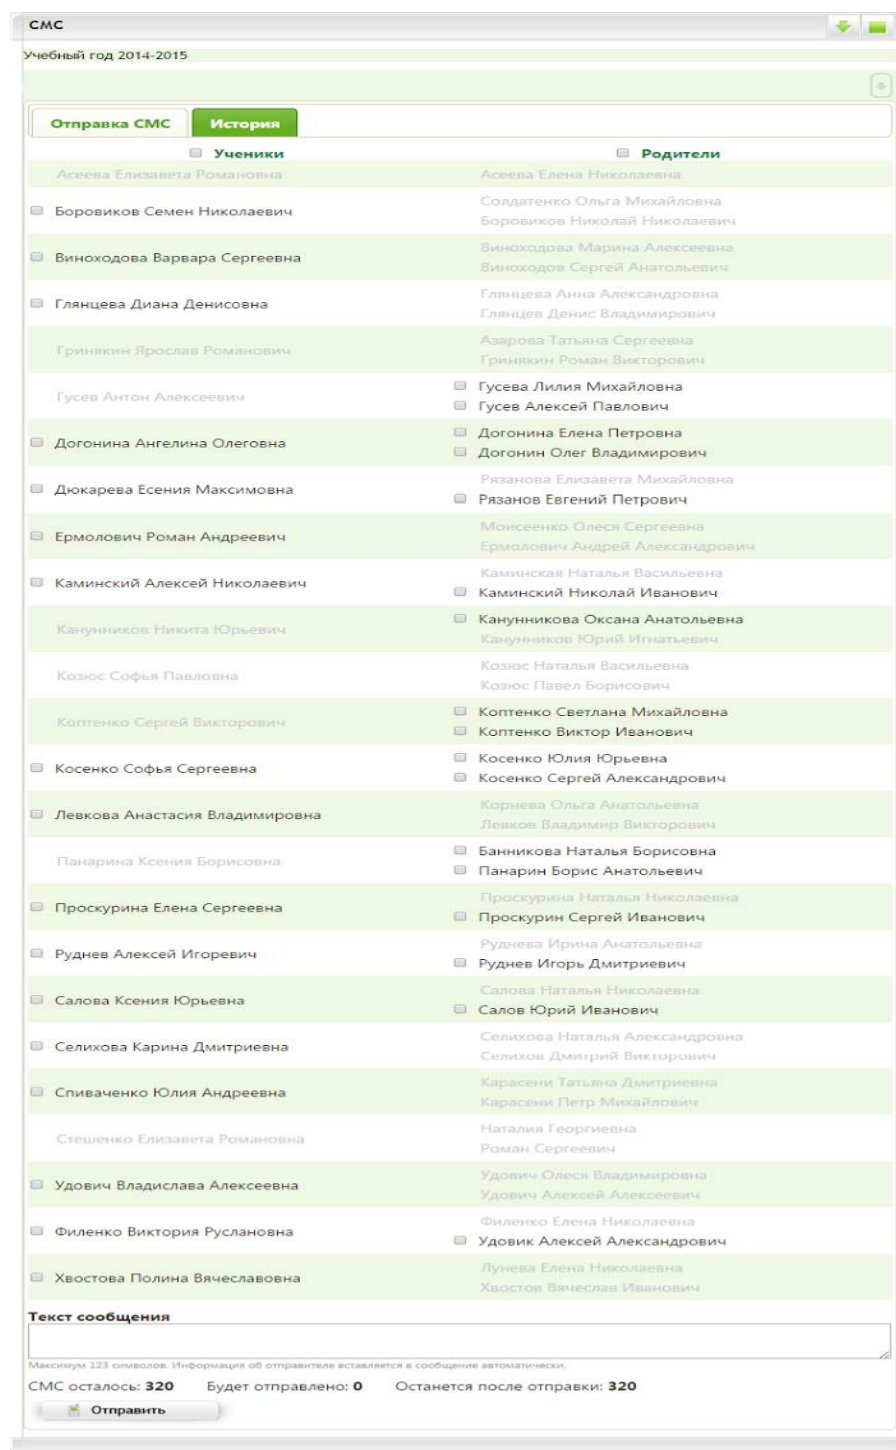 СМС
Учебный год 2014-2015
Отправка СМС История
Ученики Родители
Асеева Елизавета Романовна Асеева Елена Николаевна
Солдатенко Ольга Михайловна
Боровиков Семен Николаевич
Боровиков Николай Николаевич
Виноходова Марина Алексеевна
Виноходова Варвара Сергеевна
Виноходов Сергей Анатольевич
Глянцева Анна Александровна
Глянцева Диана Денисовна
Глянцев Денис Владимирович
Азарова Татьяна Сергеевна
Гринякин Ярослав Романович
Гринякин Роман Викторович
Гусева Лилия Михайловна
Гусев Антон Алексеевич
Гусев Алексей Павлович
Догонина Елена Петровна
Догонина Ангелина Олеговна
Догонин Олег Владимирович
Рязанова Елизавета Михайловна
Дюкарева Есения Максимовна
Рязанов Евгений Петрович
Моисеенко Олеся Сергеевна
Ермолович Роман Андреевич
Ермолович Андрей Александрович
Каминская Наталья Васильевна
Каминский Алексей Николаевич
Каминский Николай Иванович
Канунникова Оксана Анатольевна
Канунников Никита Юрьевич
Канунников Юрий Игнатьевич
Козюс Наталья Васильевна
Козюс Софья Павловна
Козюс Павел Борисович
Коптенко Светлана Михайловна
Коптенко Сергей Викторович
Коптенко Виктор Иванович
Косенко Юлия Юрьевна
Косенко Софья Сергеевна
Косенко Сергей Александрович
Корнева Ольга Анатольевна
Левкова Анастасия Владимировна
Левков Владимир Викторович
Банникова Наталья Борисовна
Панарина Ксения Борисовна
Панарин Борис Анатольевич
Проскурина Наталья Николаевна
Проскурина Елена Сергеевна
Проскурин Сергей Иванович
Руднева Ирина Анатольевна
Руднев Алексей Игоревич
Руднев Игорь Дмитриевич
Салова Наталья Николаевна
Салова Ксения Юрьевна
Салов Юрий Иванович
Селихова Наталья Александровна
Селихова Карина Дмитриевна
Селихов Дмитрий Викторович
Карасени Татьяна Дмитриевна
Спиваченко Юлия Андреевна
Карасени Петр Михайлович
Наталия Георгиевна
Стешенко Елизавета Романовна
Роман Сергеевич
Удович Олеся Владимировна
Удович Владислава Алексеевна
Удович Алексей Алексеевич
Филенко Елена Николаевна
Филенко Виктория Руслановна
Удовик Алексей Александрович
Лунева Елена Николаевна
Хвостова Полина Вячеславовна
Хвостов Вячеслав Иванович
Текст сообщения
Максимум 123 символов. Информация об отправителе вставляется в сообщение автоматически.
СМС осталось: 320 Будет отправлено: 0 Останется после отправки: 320
Отправить